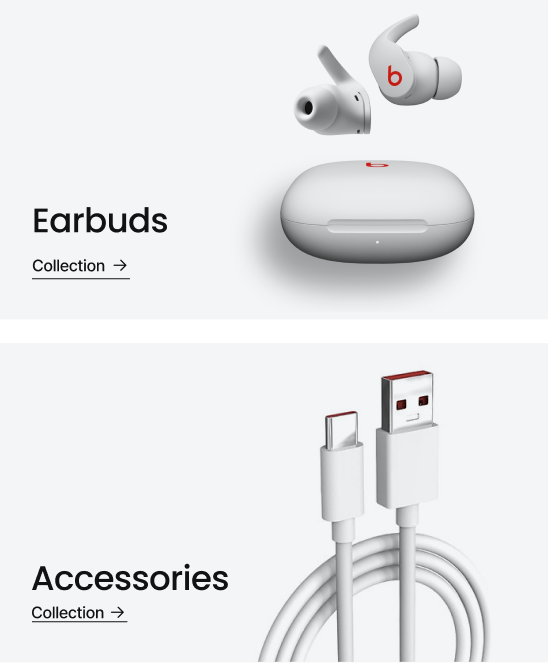 b
Earbuds
Collection →
Accessories
Collection →